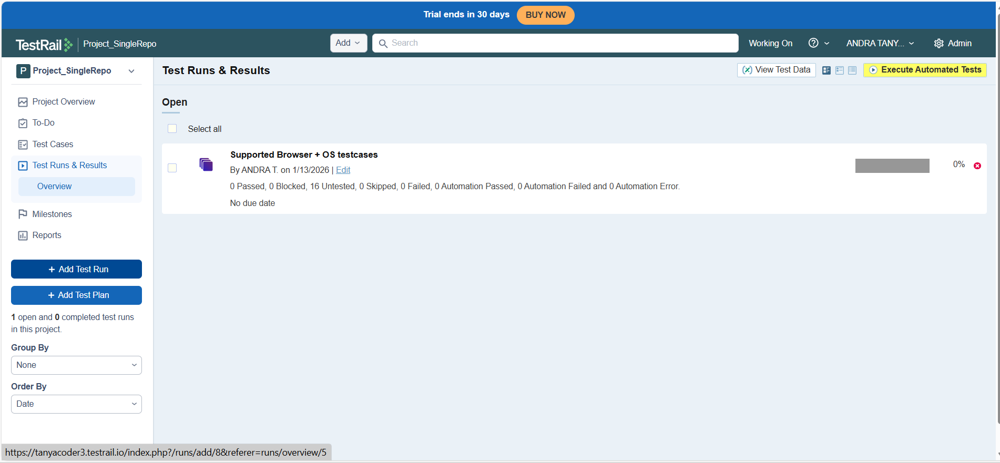 Trial ends in 30 days BUY NOW
TestRail Project_SingleRepo Add Search Working On ANDRA TANY... Admin
P Project_SingleRepo
Project Overview
To-Do
Test Cases
Test Runs & Results
Overview
Milestones
Reports
+ Add Test Run
+ Add Test Plan
1 open and 0 completed test runs
in this project.
Group By
None
Order By
Date
Test Runs & Results View Test Data Execute Automated Tests
Open
Select all
Supported Browser + OS testcases
By ANDRA T. on 1/13/2026 | Edit
0%
0 Passed, 0 Blocked, 16 Untested, 0 Skipped, 0 Failed, 0 Automation Passed, 0 Automation Failed and 0 Automation Error.
No due date
https://tanyacoder3.testrail.io/index.php?/runs/add/8&referer=runs/overview/5